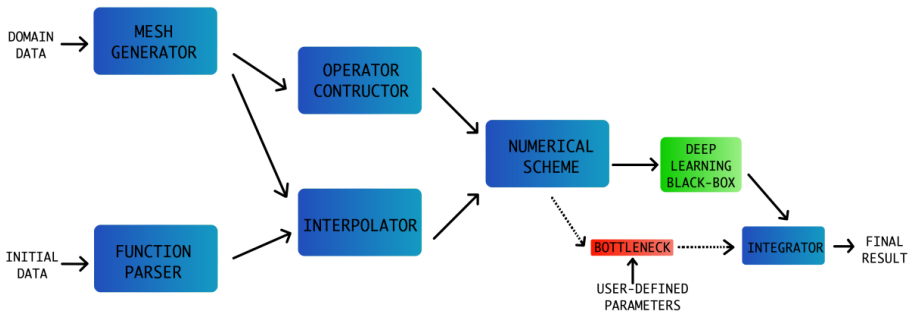 DOMAIN
DATA
MESH
GENERATOR
OPERATOR
CONTRUCTOR
INITIAL
DATA
FUNCTION
PARSER
INTERPOLATOR
NUMERICAL
SCHEME
DEEP
LEARNING
BLACK-BOX
BOTTLENECK
USER-DEFINED
PARAMETERS
INTEGRATOR
FINAL
RESULT